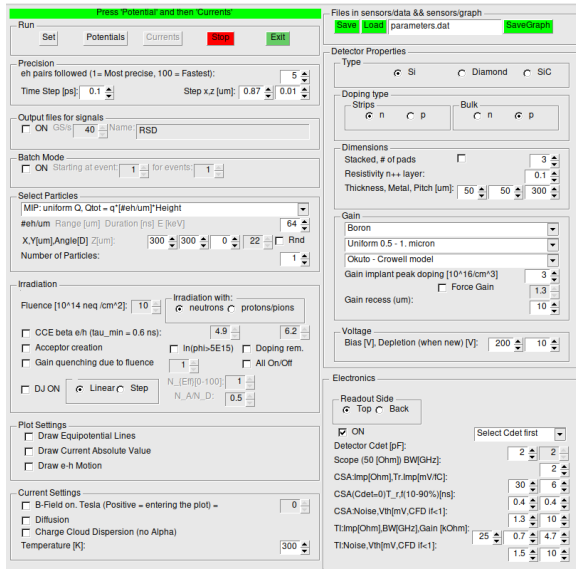 Press 'Potential' and then 'Currents'
Run
Set Potentials Currents Stop Exit
Precision
eh pairs followed (1= Most precise, 100 = Fastest): 5
Time Step [ps]: 0.1 Step x,z [um]: 0.87 0.01
Output files for signals
ON GS/s 40 Name: RSD
Batch Mode
ON Starting at event: 1 for events: 1
Select Particles
MIP: uniform Q, Qtot = q*[#eh/um]*Height
#eh/um Range [um] Duration [ns] E [keV] 64
X,Y[um],Angle[D] Z[um]: 300 300 0 22 Rnd
Number of Particles: 1
Irradiation
Fluence [10^14 neq /cm^2]: 10
Irradiation with:
neutrons protons/pions
CCE beta e/h (tau_min = 0.6 ns): 4.9 6.2
Acceptor creation ln(phi>5E15) Doping rem.
Gain quenching due to fluence 1 All On/Off
DJ ON Linear Step
N_{Eff}[0-100]: 1
N_A/N_D: 0.5
Plot Settings
Draw Equipotential Lines
Draw Current Absolute Value
Draw e-h Motion
Current Settings
B-Field on. Tesla (Positive = entering the plot) = 0
Diffusion
Charge Cloud Dispersion (no Alpha)
Temperature [K]: 300
Files in sensors/data && sensors/graph
Save Load parameters.dat SaveGraph
Detector Properties
Type
Si Diamond SiC
Doping type
Strips
n p
Bulk
n p
Dimensions
Stacked, # of pads 3
Resistivity n++ layer: 0.1
Thickness, Metal, Pitch [um]: 50 50 300
Gain
Boron
Uniform 0.5 - 1. micron
Okuto - Crowell model
Gain implant peak doping [10^16/cm^3] 3
Force Gain 1.3
Gain recess (um): 10
Voltage
Bias [V], Depletion (when new) [V]: 200 10
Electronics
Readout Side
Top Back
ON Select Cdet first
Detector Cdet [pF]: 2 2
Scope (50 [Ohm]) BW[GHz]: 2
CSA:Imp[Ohm],Tr.Imp[mV/fC]: 30 6
CSA(Cdet=0)T_r,f(10-90%)[ns]: 0.4 0.4
CSA:Noise,Vth[mV,CFD if<1]: 1.3 10
TI:Imp[Ohm],BW[GHz],Gain [kOhm]: 25 0.7 4.7
TI:Noise,Vth[mV,CFD if<1]: 1.5 10